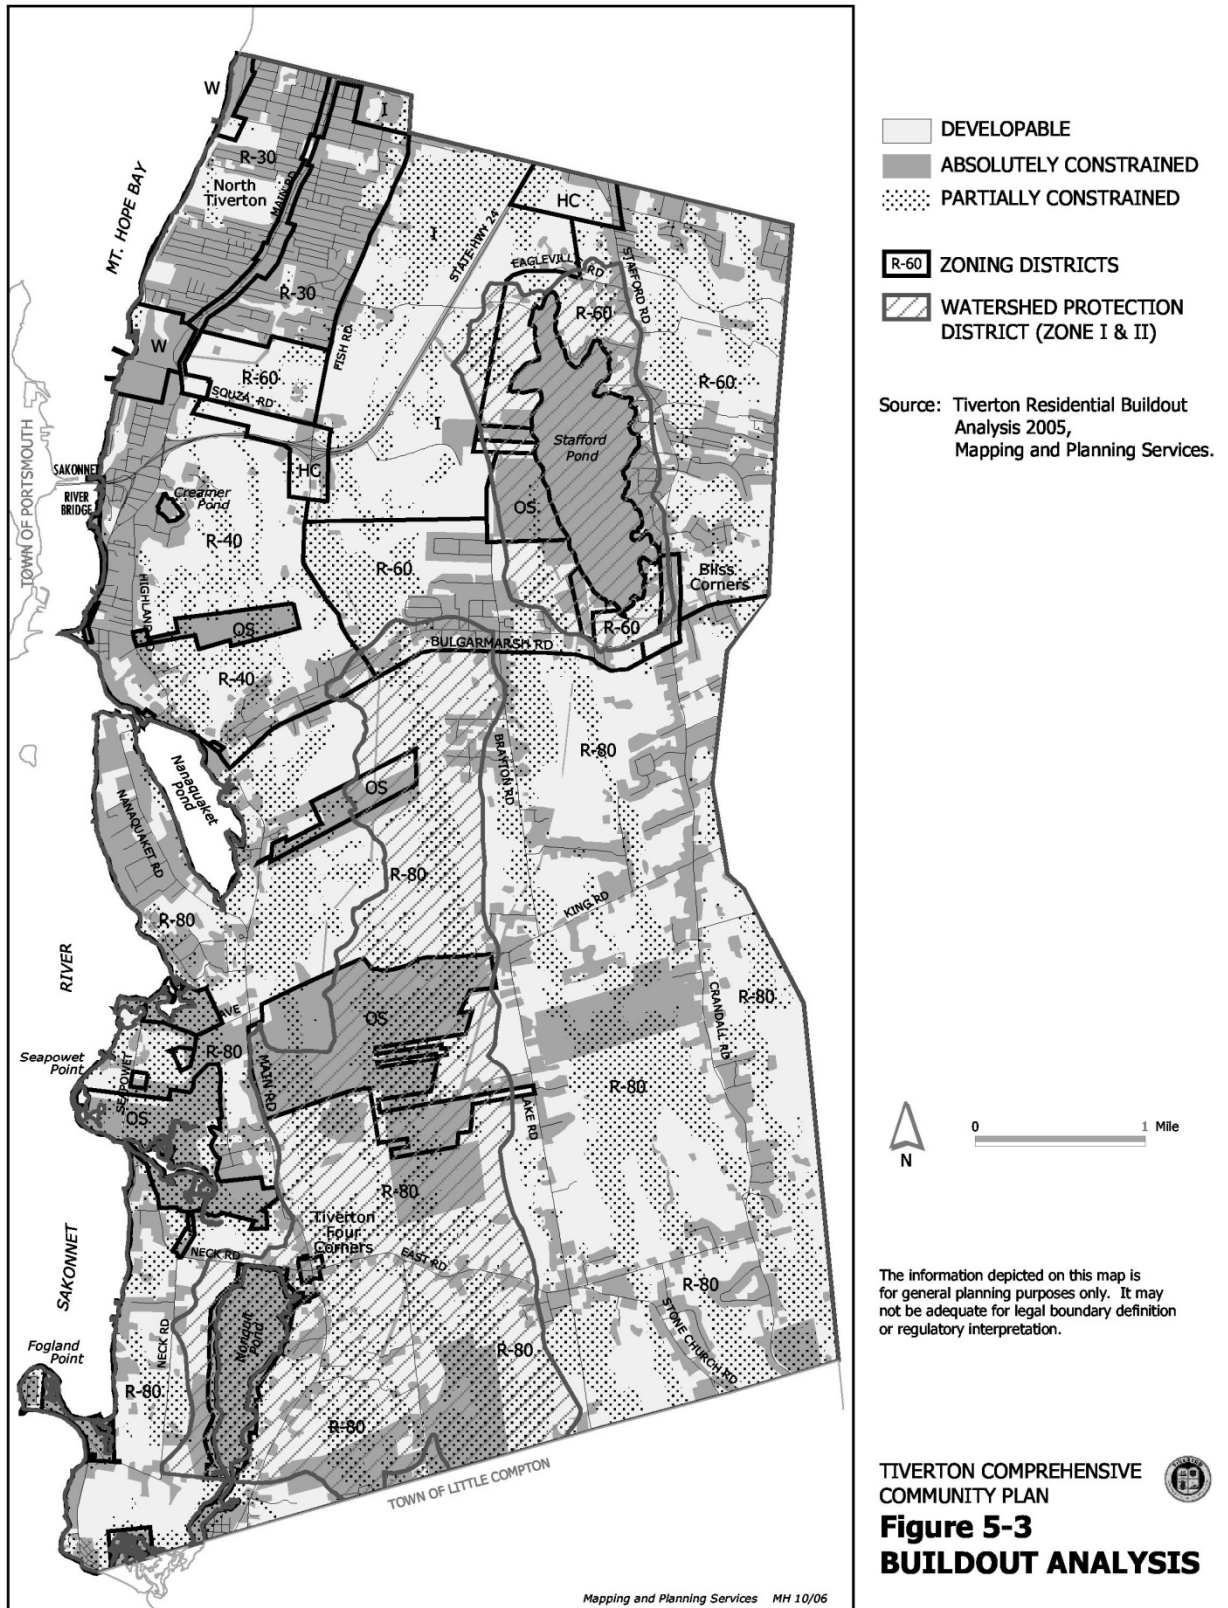 W
I
R-30
North
Tiverton
MAIN RD
MT. HOPE BAY
HC
I
STATE HWY 24
EAGLEVILLE RD
STAFFORD RD
R-30
FISH RD.
R-60
W
R-60
SOUZA RD
R-60
I
Stafford
Pond
TOWN OF PORTSMOUTH
SAKONNET
RIVER
BRIDGE
HC
Creamer
Pond
OS
R-40
R-60
Bliss
Corners
HIGHLAND RD
OS
R-60
BULGARMARSH RD
R-40
R-80
BRAYTON RD
Nanaquaket
Pond
OS
NANAQUAKET RD
R-80
KING RD
R-80
RIVER
AVE
OS
CRANDALL RD
R-80
Seapowet
Point
SEAPOWET
R-80
MAIN RD
R-80
OS
LAKE RD
R-80
Tiverton
Four
Corners
SAKONNET
NECK RD
EAST RD
R-80
STONE CHURCH RD
Fogland
Point
NECK RD
Nonquit
Pond
R-80
R-80
R-80
TOWN OF LITTLE COMPTON
Mapping and Planning Services MH 10/06
DEVELOPABLE
ABSOLUTELY CONSTRAINED
PARTIALLY CONSTRAINED
R-60 ZONING DISTRICTS
WATERSHED PROTECTION
DISTRICT (ZONE I & II)
Source: Tiverton Residential Buildout
Analysis 2005,
Mapping and Planning Services.
N
0 1 Mile
The information depicted on this map is
for general planning purposes only. It may
not be adequate for legal boundary definition
or regulatory interpretation.
TIVERTON COMPREHENSIVE
COMMUNITY PLAN
Figure 5-3
BUILDOUT ANALYSIS